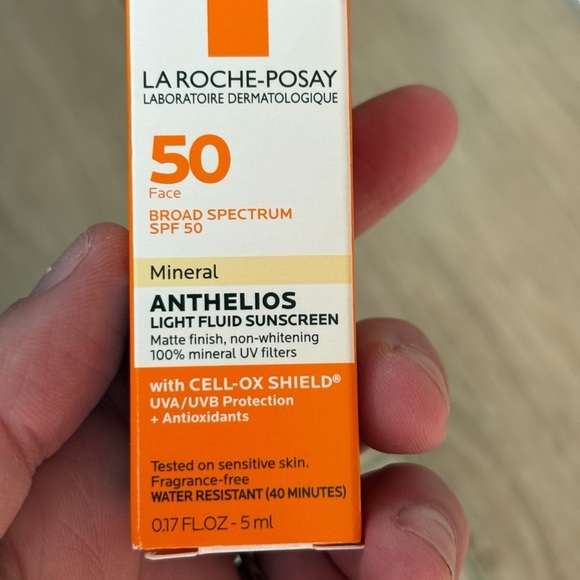 LA ROCHE-POSAY
LABORATOIRE DERMATOLOGIQUE
50
Face
BROAD SPECTRUM
SPF 50
Mineral
ANTHELIOS
LIGHT FLUID SUNSCREEN
Matte finish, non-whitening
100% mineral UV filters
with CELL-OX SHIELD®
UVA/UVB Protection
+ Antioxidants
Tested on sensitive skin.
Fragrance-free
WATER RESISTANT (40 MINUTES)
0.17 FL.OZ - 5 ml